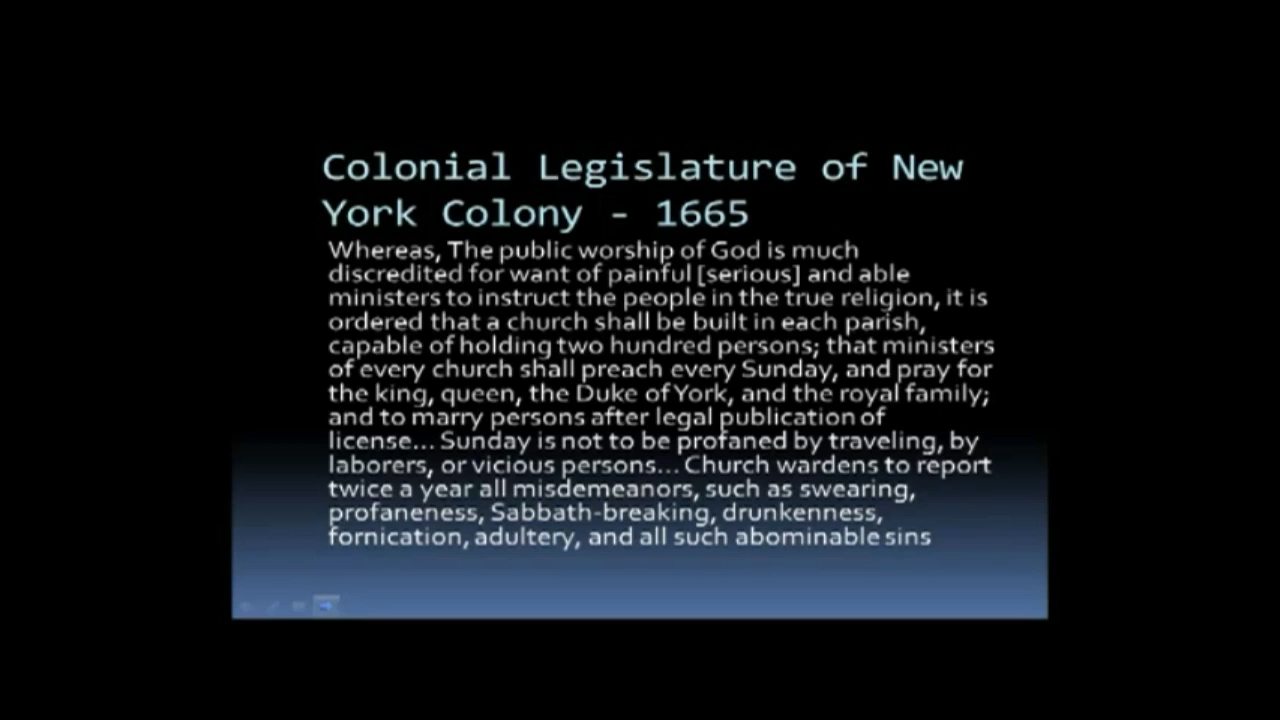 Colonial Legislature of New
York Colony - 1665
Whereas, The public worship of God is much
discredited for want of painful [serious] and able
ministers to instruct the people in the true religion, it is
ordered that a church shall be built in each parish,
capable of holding two hundred persons; that ministers
of every church shall preach every Sunday, and pray for
the king, queen, the Duke of York, and the royal family;
and to marry persons after legal publication of
license... Sunday is not to be profaned by traveling, by
laborers, or vicious persons... Church wardens to report
twice a year all misdemeanors, such as swearing,
profaneness, Sabbath-breaking, drunkenness,
fornication, adultery, and all such abominable sins